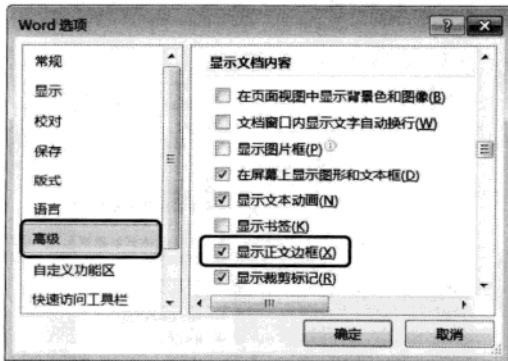 Word 选项
常规
显示
校对
保存
版式
语言
高级
自定义功能区
快速访问工具栏
显示文档内容
在页面视图中显示背景色和图像(B)
文档窗口内显示文字自动换行(W)
显示图片框(P)
在屏幕上显示图形和文本框(D)
显示文本动画(N)
显示书签(K)
显示正文边框(X)
显示裁剪标记(R)
确定
取消